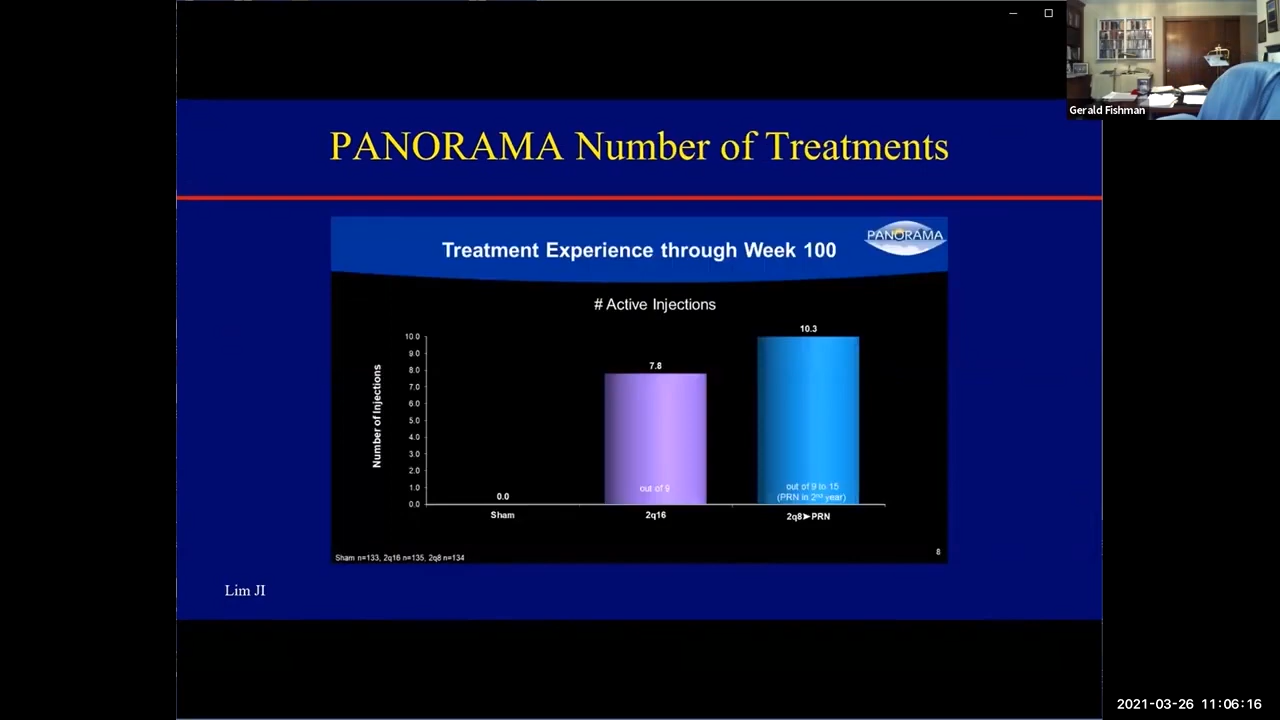 Gerald Fishman
PANORAMA Number of Treatments
PANORAMA
Treatment Experience through Week 100
# Active Injections
Number of Injections
10.0
9.0
8.0
7.0
6.0
5.0
4.0
3.0
2.0
1.0
0.0
0.0
7.8
10.3
out of 9
out of 9 to 15
(PRN in 2nd year)
Sham
2q16
2q8➤PRN
Sham n=133, 2q16 n=135, 2q8 n=134
8
Lim JI
2021-03-26 11:06:16